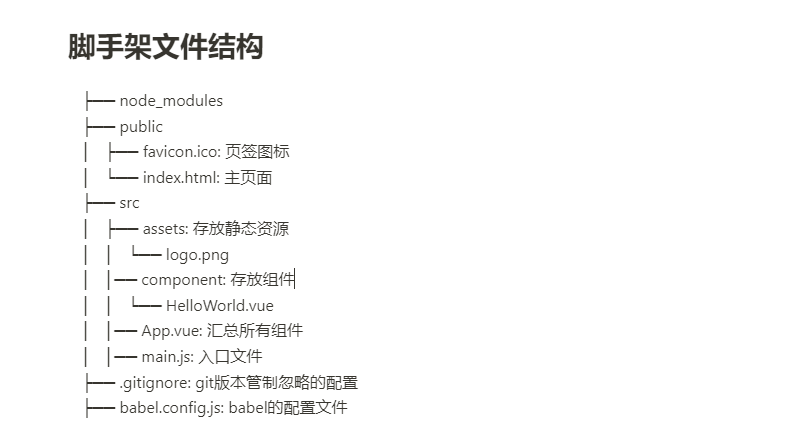 脚手架文件结构
├── node_modules
├── public
│   ├── favicon.ico: 页签图标
│   └── index.html: 主页面
├── src
│   ├── assets: 存放静态资源
│   │   └── logo.png
│   │── component: 存放组件
│   │   └── HelloWorld.vue
│   │── App.vue: 汇总所有组件
│   │── main.js: 入口文件
├── .gitignore: git版本管制忽略的配置
├── babel.config.js: babel的配置文件